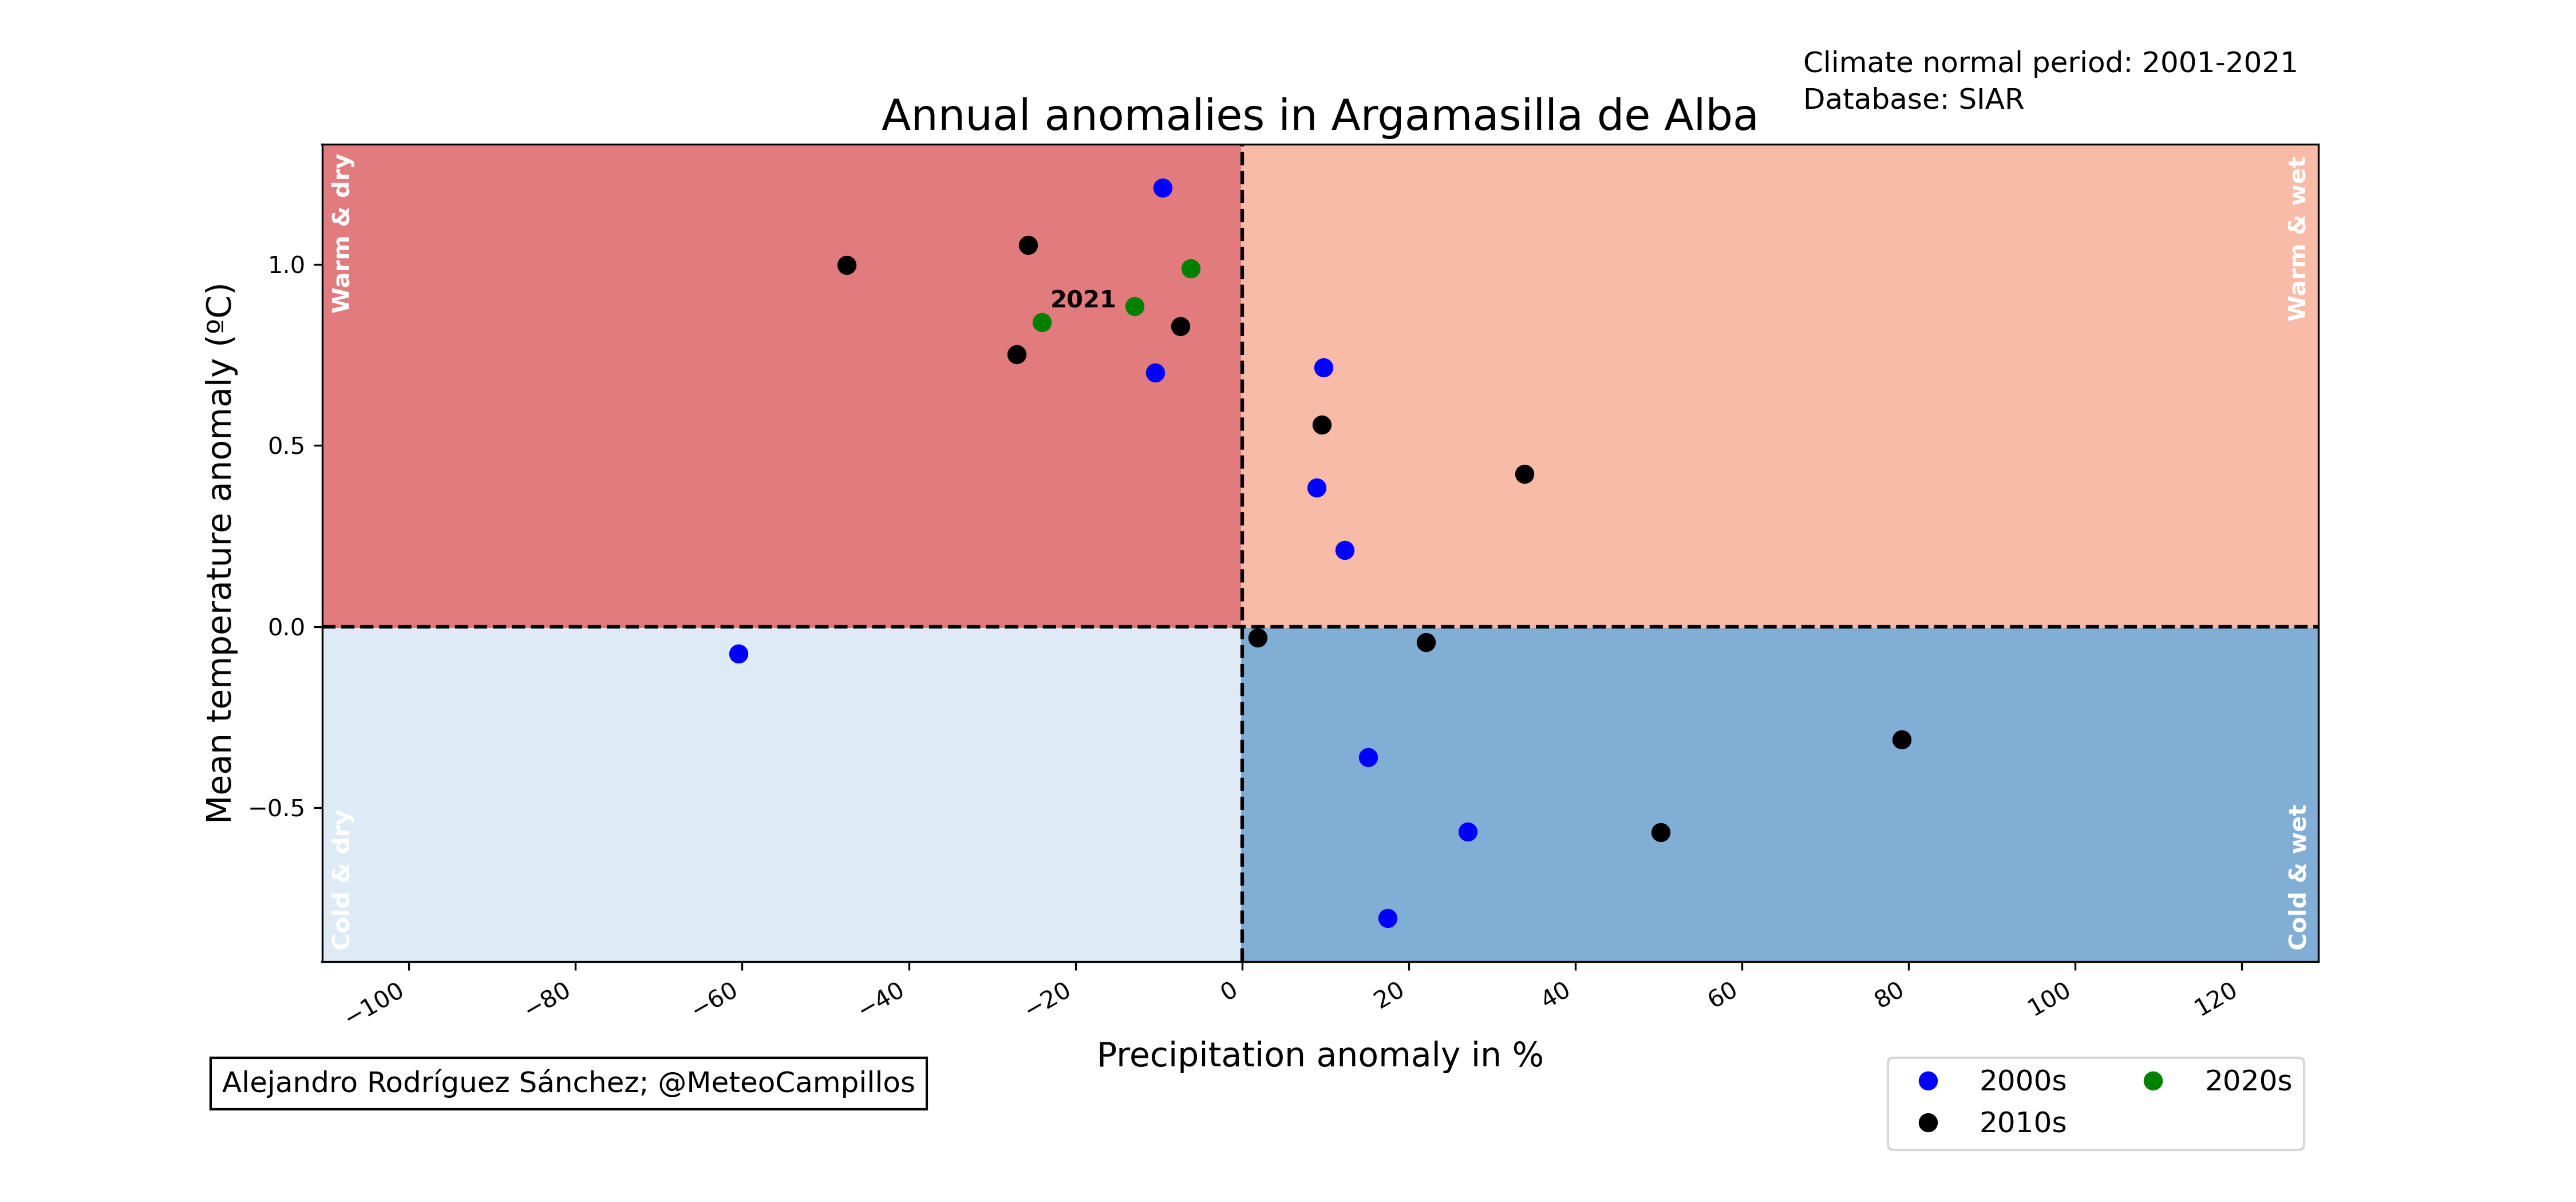 Climate normal period: 2001-2021
Database: SIAR
Annual anomalies in Argamasilla de Alba
Warm & dry
Warm & wet
1.0
2021
0.5
0.0
−0.5
Mean temperature anomaly (ºC)
Cold & dry
Cold & wet
−100 −80 −60 −40 −20 0 20 40 60 80 100 120
Precipitation anomaly in %
Alejandro Rodríguez Sánchez; @MeteoCampillos
2000s 2020s
2010s